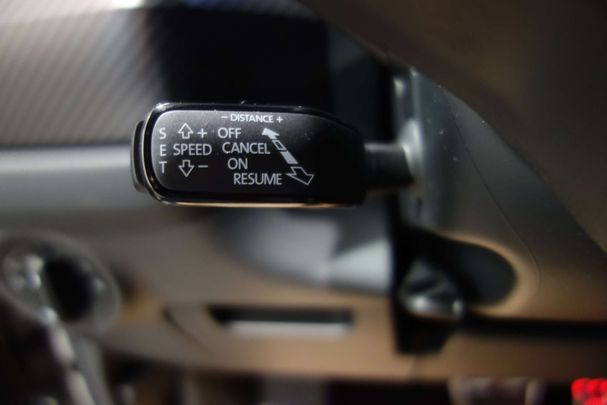 - DISTANCE +
S + OFF
E SPEED CANCEL
ON
T - RESUME